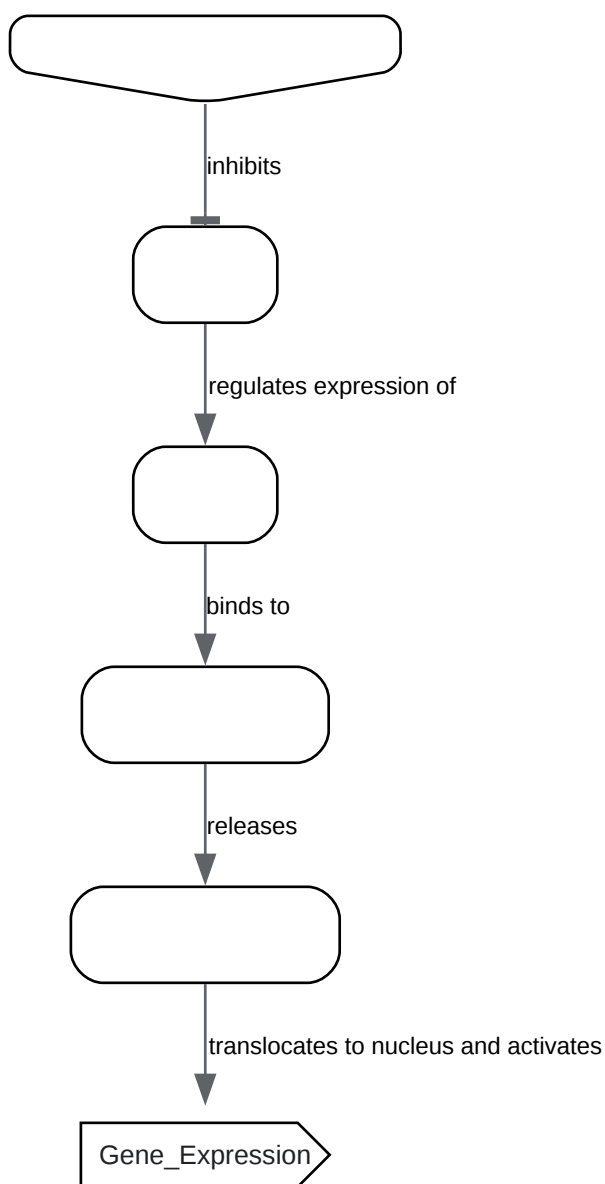 inhibits
regulates expression of
binds to
releases
translocates to nucleus and activates
Gene_Expression